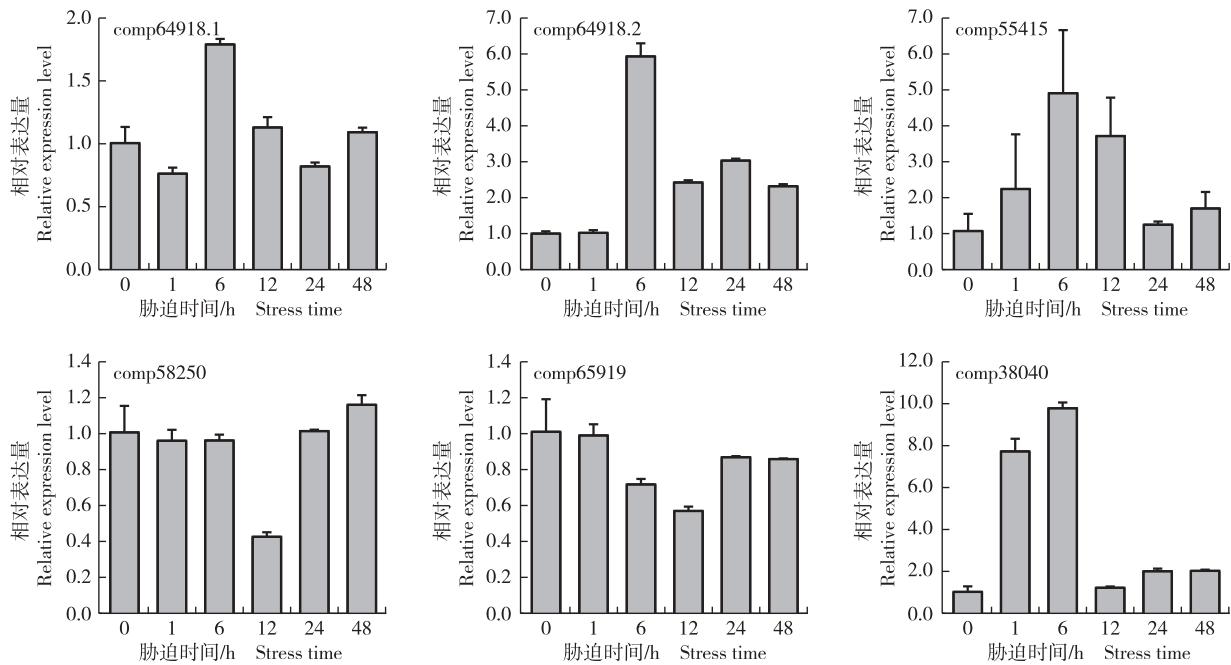 comp64918.1
相对表达量
Relative expression level
2.0
1.5
1.0
0.5
0.0
0 1 6 12 24 48
胁迫时间/h Stress time
comp64918.2
相对表达量
Relative expression level
7.0
6.0
5.0
4.0
3.0
2.0
1.0
0.0
0 1 6 12 24 48
胁迫时间/h Stress time
comp55415
相对表达量
Relative expression level
7.0
6.0
5.0
4.0
3.0
2.0
1.0
0.0
0 1 6 12 24 48
胁迫时间/h Stress time
comp58250
相对表达量
Relative expression level
1.4
1.2
1.0
0.8
0.6
0.4
0.2
0.0
0 1 6 12 24 48
胁迫时间/h Stress time
comp65919
相对表达量
Relative expression level
1.4
1.2
1.0
0.8
0.6
0.4
0.2
0.0
0 1 6 12 24 48
胁迫时间/h Stress time
comp38040
相对表达量
Relative expression level
12.0
10.0
8.0
6.0
4.0
2.0
0.0
0 1 6 12 24 48
胁迫时间/h Stress time